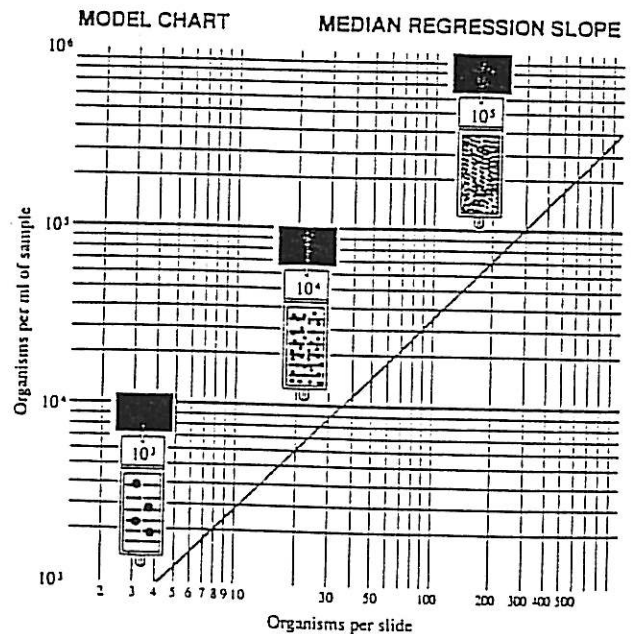 MODEL CHART
MEDIAN REGRESSION SLOPE
10⁶
10⁵
10⁵
10⁴
10⁴
10³
10³
Organisms per ml of sample
2 3 4 5 6 7 8 9 10 30 50 100 200 300 400 500
Organisms per slide